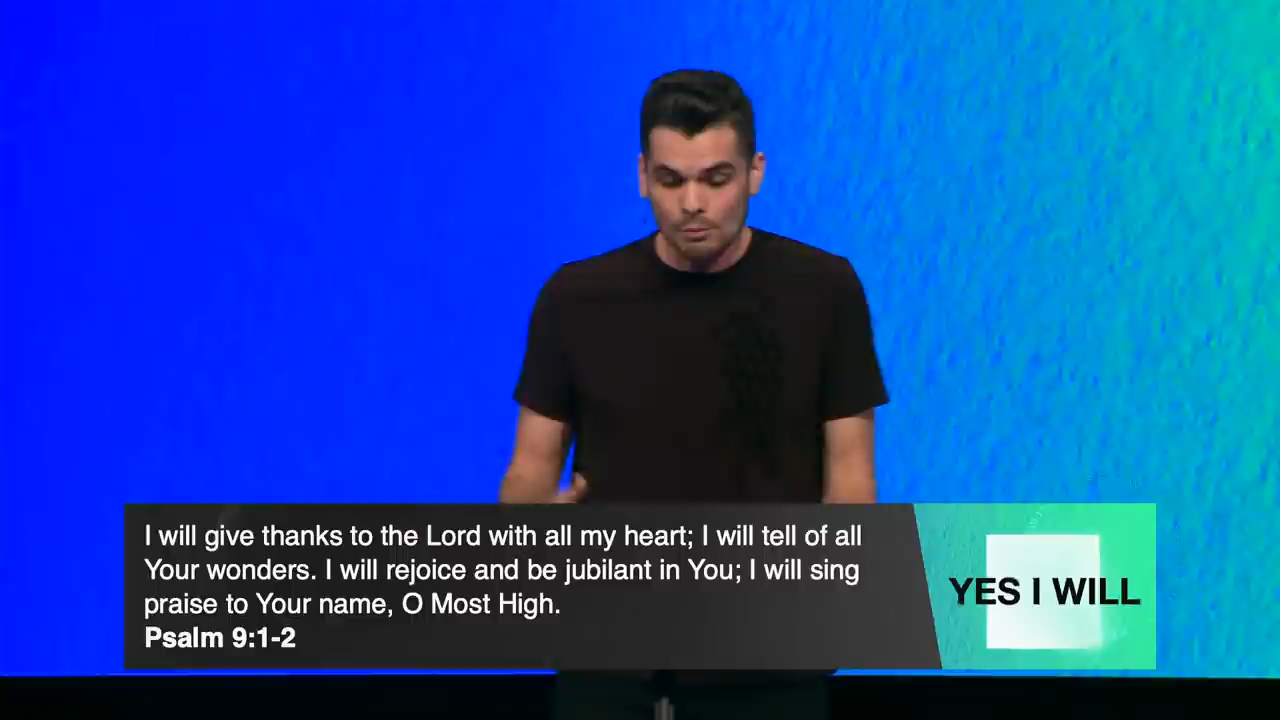 I will give thanks to the Lord with all my heart; I will tell of all
Your wonders. I will rejoice and be jubilant in You; I will sing
praise to Your name, O Most High.
Psalm 9:1-2
YES I WILL